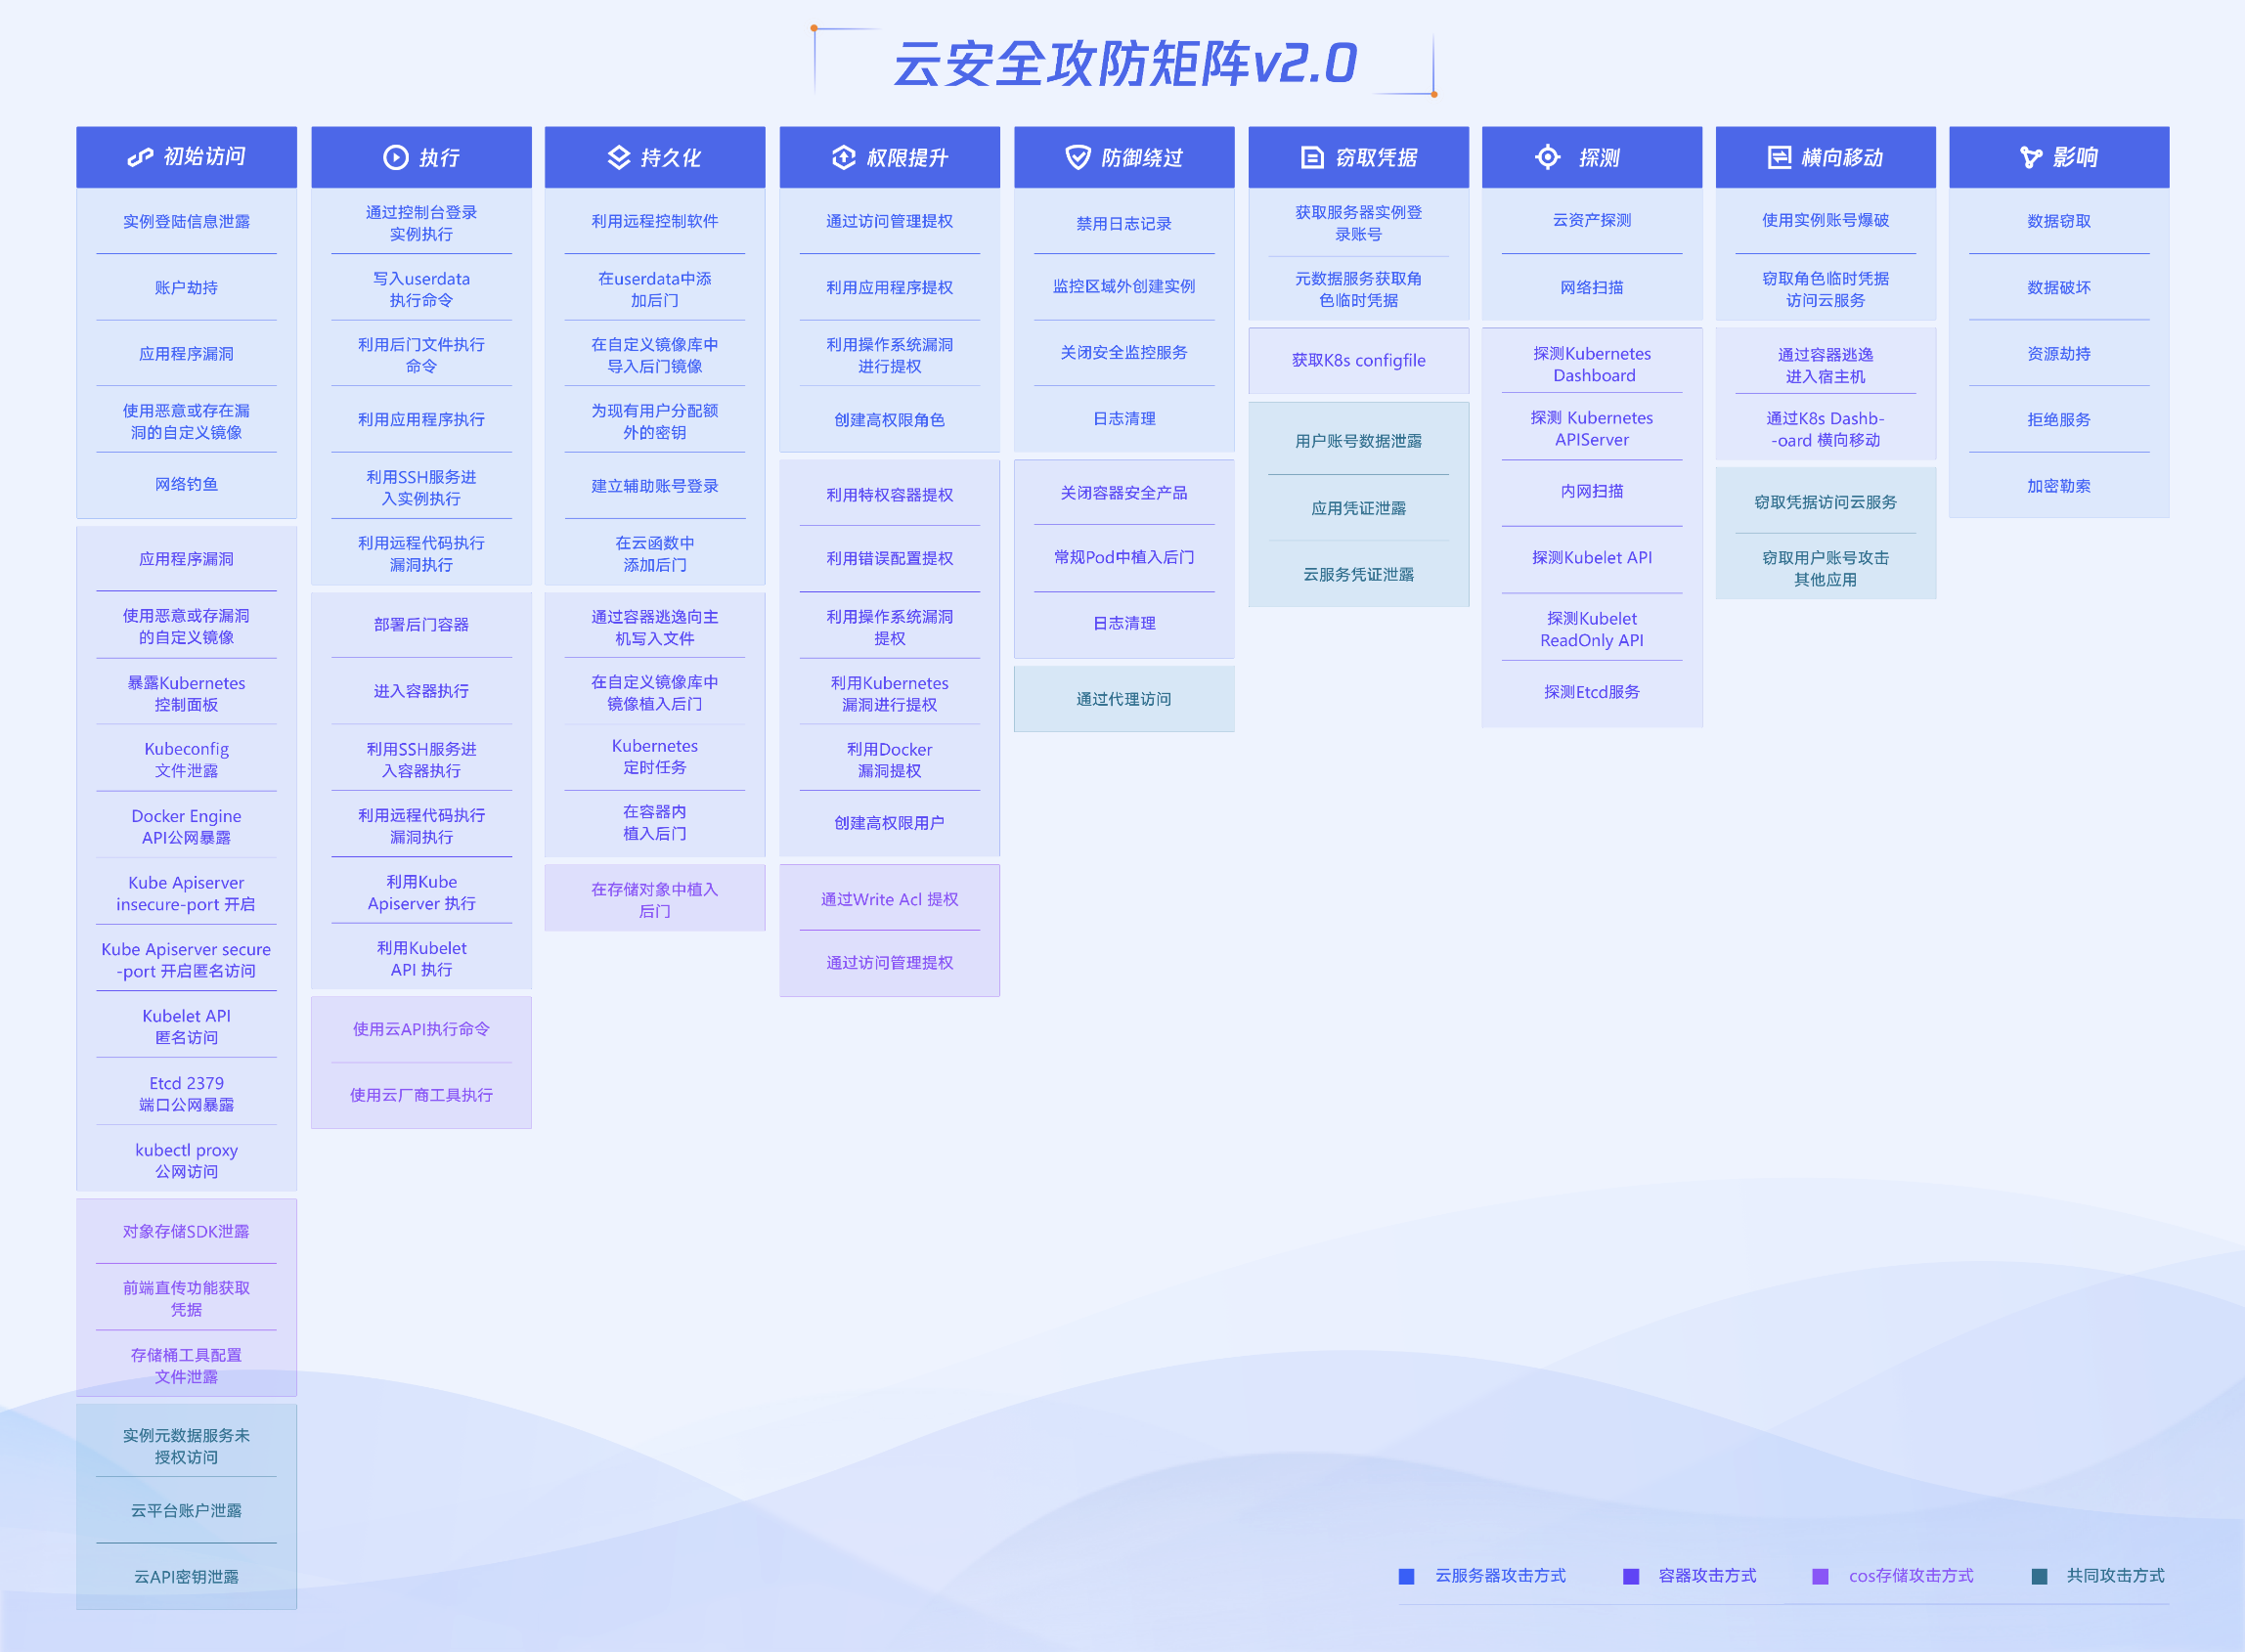 云安全攻防矩阵v2.0
初始访问
实例登陆信息泄露
账户劫持
应用程序漏洞
使用恶意或存在漏
洞的自定义镜像
网络钓鱼
应用程序漏洞
使用恶意或存漏洞
的自定义镜像
暴露Kubernetes
控制面板
Kubeconfig
文件泄露
Docker Engine
API公网暴露
Kube Apiserver
insecure-port 开启
Kube Apiserver secure
-port 开启匿名访问
Kubelet API
匿名访问
Etcd 2379
端口公网暴露
kubectl proxy
公网访问
对象存储SDK泄露
前端直传功能获取
凭据
存储桶工具配置
文件泄露
实例元数据服务未
授权访问
云平台账户泄露
云API密钥泄露
执行
通过控制台登录
实例执行
写入userdata
执行命令
利用后门文件执行
命令
利用应用程序执行
利用SSH服务进
入实例执行
利用远程代码执行
漏洞执行
部署后门容器
进入容器执行
利用SSH服务进
入容器执行
利用远程代码执行
漏洞执行
利用Kube
Apiserver 执行
利用Kubelet
API 执行
使用云API执行命令
使用云厂商工具执行
持久化
利用远程控制软件
在userdata中添
加后门
在自定义镜像库中
导入后门镜像
为现有用户分配额
外的密钥
建立辅助账号登录
在云函数中
添加后门
通过容器逃逸向主
机写入文件
在自定义镜像库中
镜像植入后门
Kubernetes
定时任务
在容器内
植入后门
在存储对象中植入
后门
权限提升
通过访问管理提权
利用应用程序提权
利用操作系统漏洞
进行提权
创建高权限角色
利用特权容器提权
利用错误配置提权
利用操作系统漏洞
提权
利用Kubernetes
漏洞进行提权
利用Docker
漏洞提权
创建高权限用户
通过Write Acl 提权
通过访问管理提权
防御绕过
禁用日志记录
监控区域外创建实例
关闭安全监控服务
日志清理
关闭容器安全产品
常规Pod中植入后门
日志清理
通过代理访问
窃取凭据
获取服务器实例登
录账号
元数据服务获取角
色临时凭据
获取K8s configfile
用户账号数据泄露
应用凭证泄露
云服务凭证泄露
探测
云资产探测
网络扫描
探测Kubernetes
Dashboard
探测 Kubernetes
APIServer
内网扫描
探测Kubelet API
探测Kubelet
ReadOnly API
探测Etcd服务
横向移动
使用实例账号爆破
窃取角色临时凭据
访问云服务
通过容器逃逸
进入宿主机
通过K8s Dashb-
-oard 横向移动
窃取凭据访问云服务
窃取用户账号攻击
其他应用
影响
数据窃取
数据破坏
资源劫持
拒绝服务
加密勒索
云服务器攻击方式
容器攻击方式
cos存储攻击方式
共同攻击方式